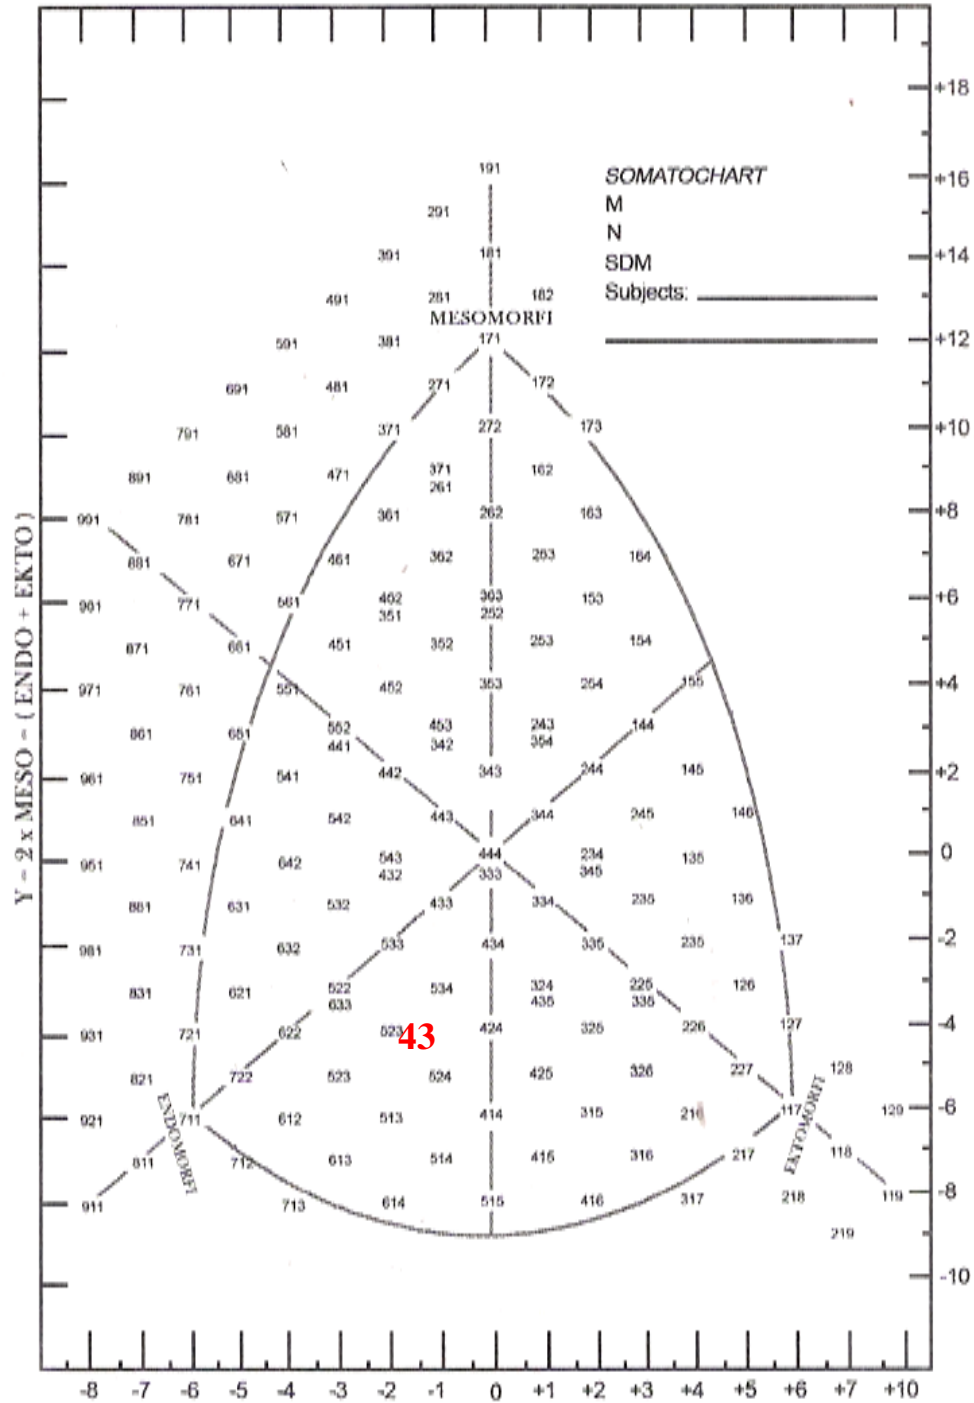 +18
191
SOMATOCHART
+16
M
291
N
391 181 +14
SDM
491 281 182 Subjects:
MESOMORFI
591 381 171 +12
691 481 271 172
791 581 371 272 173 +10
891 681 471 371 162
261
991 781 571 361 262 163 +8
881 671 461 362 263 164
981 771 561 462 363 153 +6
351 252
871 661 451 352 253 154
971 761 551 452 353 254 155 +4
861 651 552 453 243 144
441 342 354
961 751 541 442 343 244 145 +2
851 641 542 443 344 245 146
951 741 642 543 444 234 135 0
432 333 345
881 631 532 433 334 235 136
981 731 632 533 434 335 235 137 -2
831 621 522 534 324 225 126
633 435 335
931 721 622 523 43 424 325 226 127 -4
821 722 523 524 425 326 227 128
921 711 612 513 414 315 216 117 129 -6
ENDOMORFI
EKTOMORFI
811 712 613 514 415 316 217 118
911 713 614 515 416 317 218 119 -8
219
-10
Y - 2 x MESO - ( ENDO + EKTO )
-8 -7 -6 -5 -4 -3 -2 -1 0 +1 +2 +3 +4 +5 +6 +7 +10